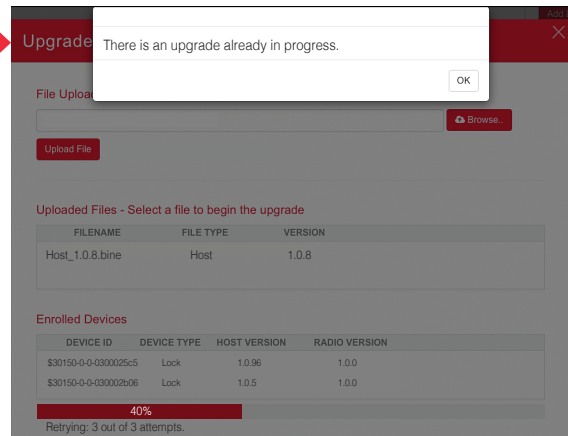 Add
Upgrade
There is an upgrade already in progress.
OK
File Uploa
Browse..
Upload File
Uploaded Files - Select a file to begin the upgrade
FILENAME FILE TYPE VERSION
Host_1.0.8.bine Host 1.0.8
Enrolled Devices
DEVICE ID DEVICE TYPE HOST VERSION RADIO VERSION
$30150-0-0-0300025c5 Lock 1.0.96 1.0.0
$30150-0-0-030002b06 Lock 1.0.5 1.0.0
40%
Retrying: 3 out of 3 attempts.